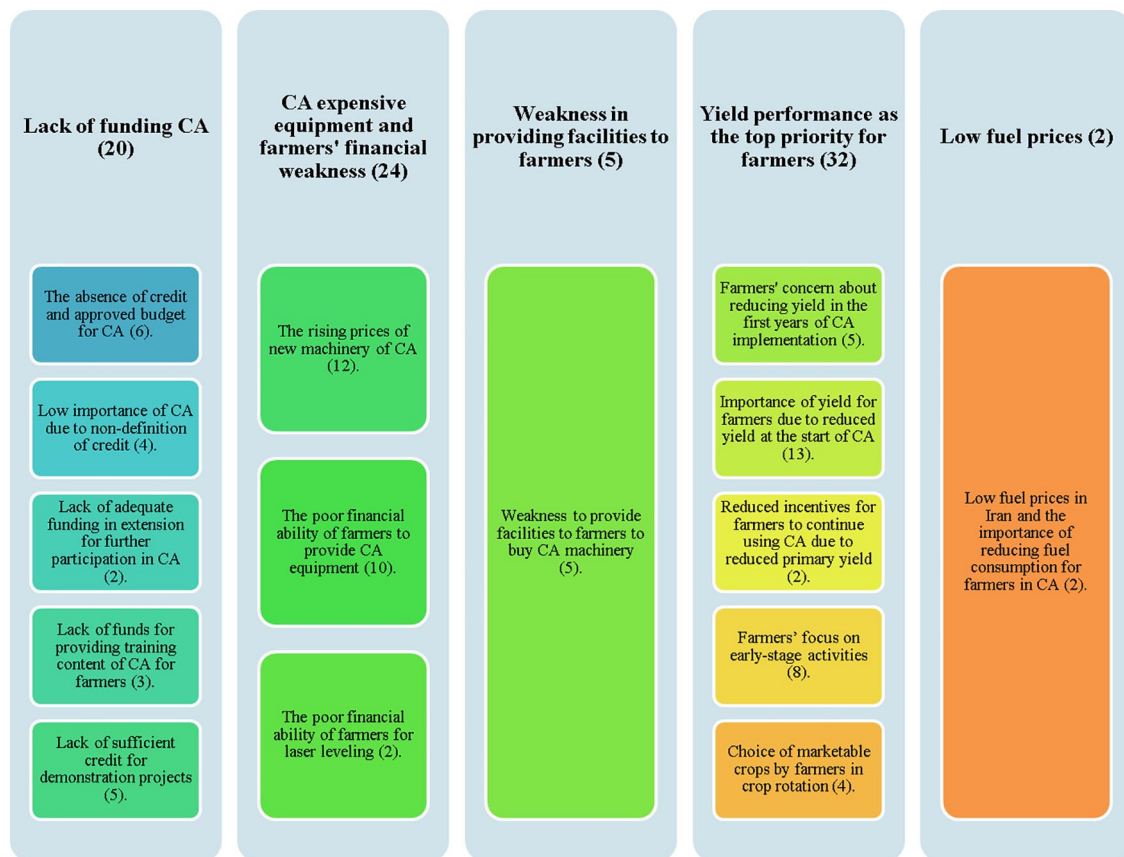 Lack of funding CA
(20)
The absence of credit
and approved budget
for CA (6).
Low importance of CA
due to non-definition
of credit (4).
Lack of adequate
funding in extension
for further
participation in CA
(2).
Lack of funds for
providing training
content of CA for
farmers (3).
Lack of sufficient
credit for
demonstration projects
(5).
CA expensive
equipment and
farmers' financial
weakness (24)
The rising prices of
new machinery of CA
(12).
The poor financial
ability of farmers to
provide CA
equipment (10).
The poor financial
ability of farmers for
laser leveling (2).
Weakness in
providing facilities to
farmers (5)
Weakness to provide
facilities to farmers to
buy CA machinery
(5).
Yield performance as
the top priority for
farmers (32)
Farmers' concern about
reducing yield in the
first years of CA
implementation (5).
Importance of yield for
farmers due to reduced
yield at the start of CA
(13).
Reduced incentives for
farmers to continue
using CA due to
reduced primary yield
(2).
Farmers’ focus on
early-stage activities
(8).
Choice of marketable
crops by farmers in
crop rotation (4).
Low fuel prices (2)
Low fuel prices in
Iran and the
importance of
reducing fuel
consumption for
farmers in CA (2).